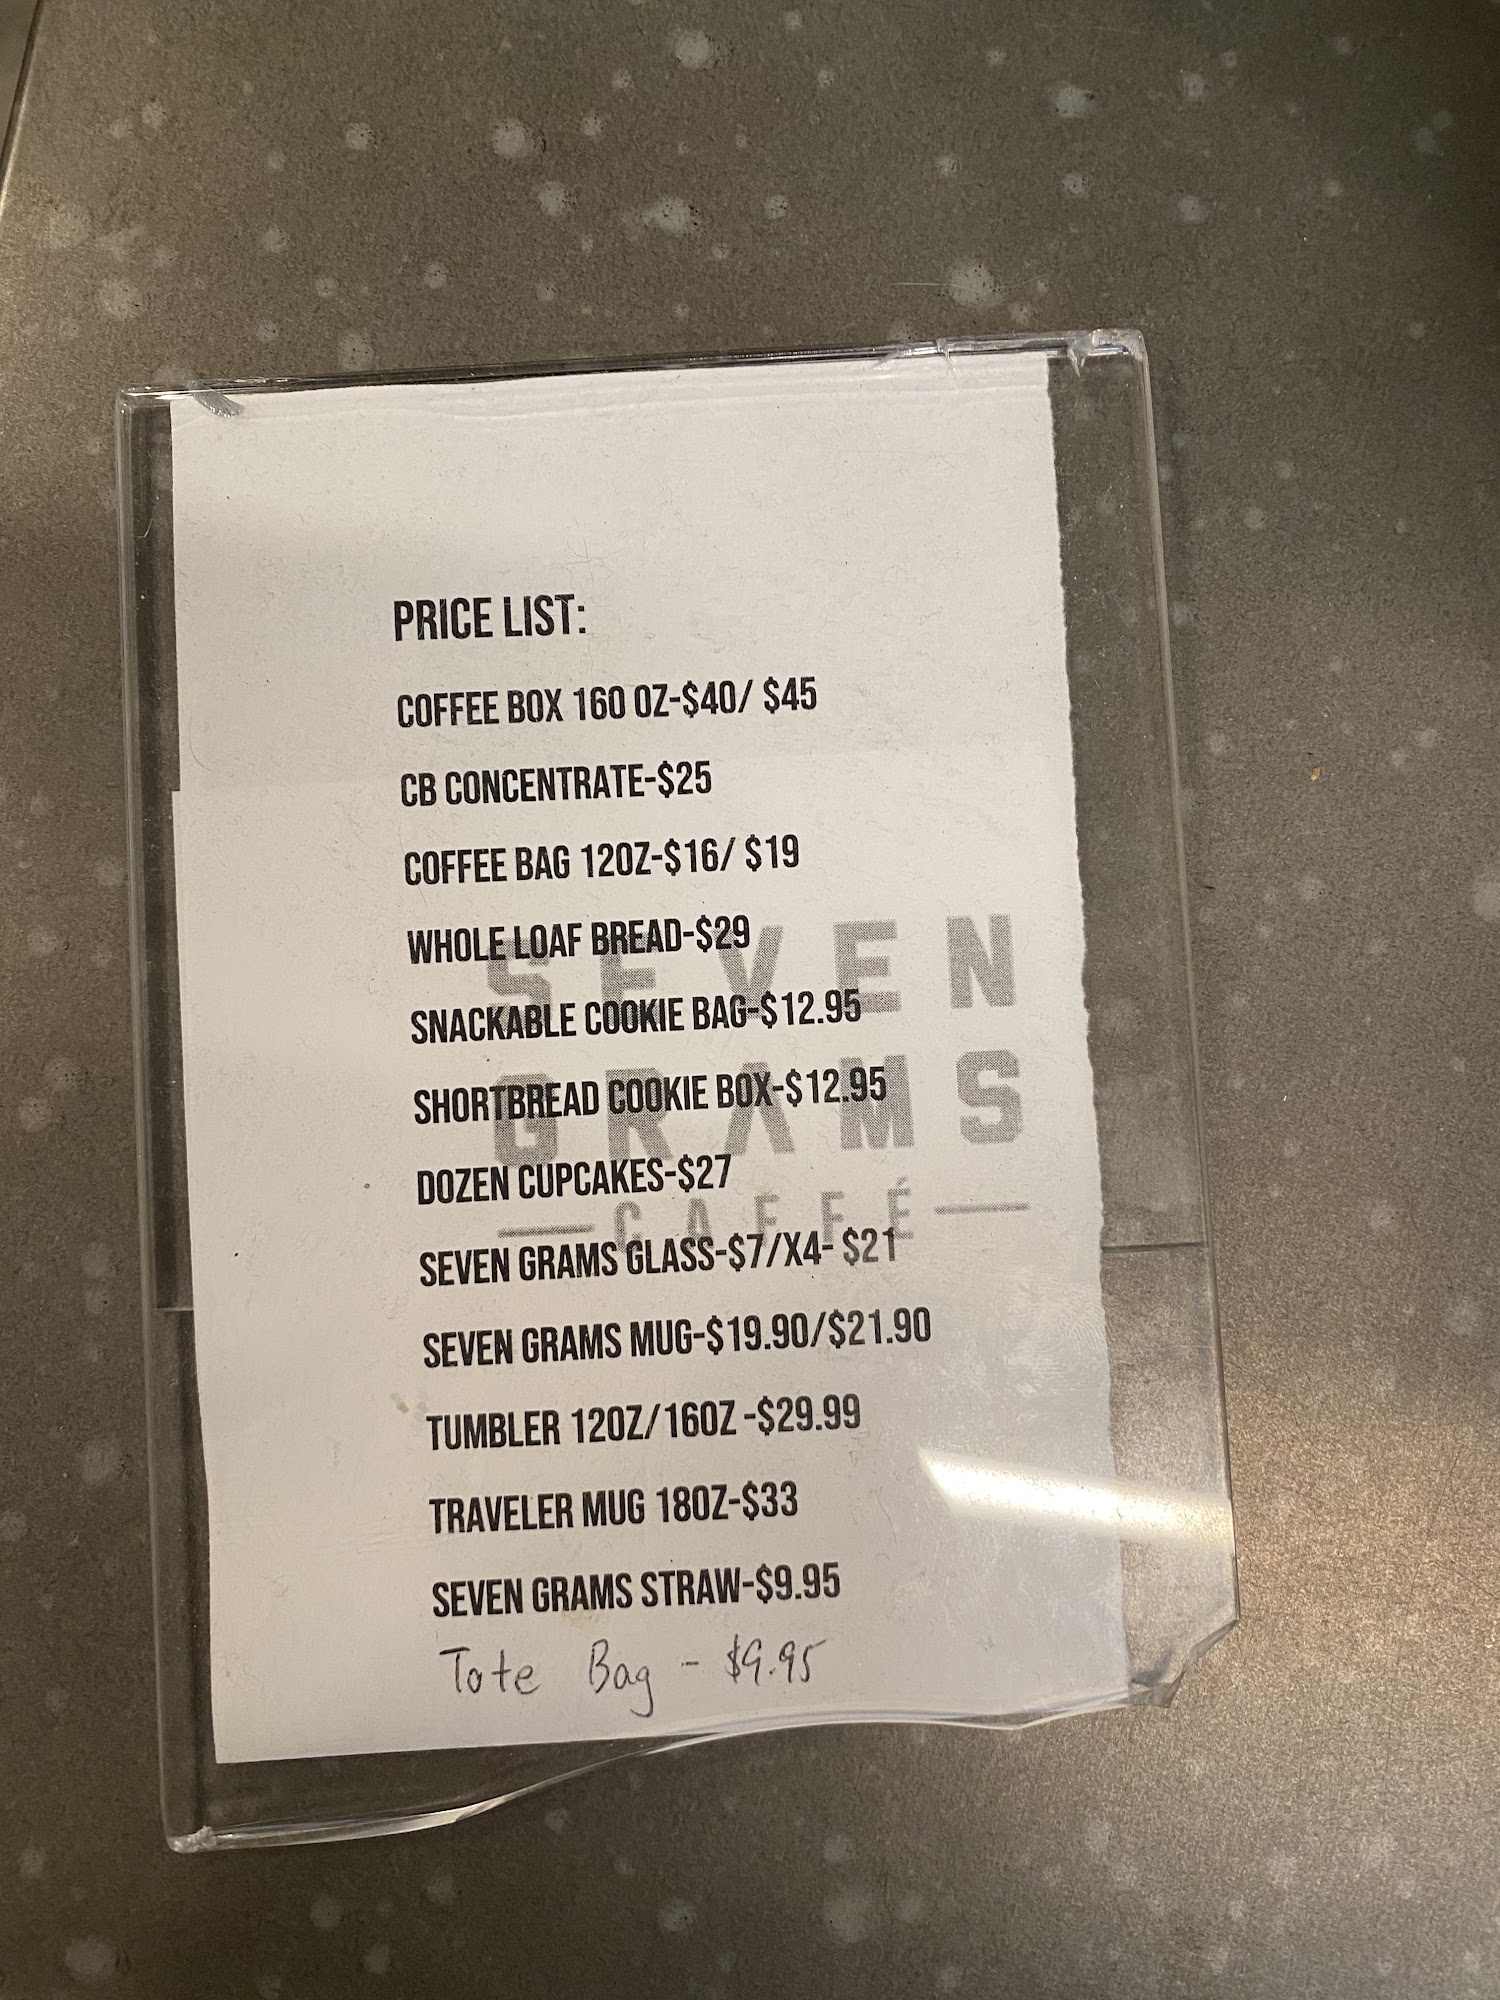 PRICE LIST:
COFFEE BOX 160 OZ-$40/ $45
CB CONCENTRATE-$25
COFFEE BAG 12OZ-$16/ $19
WHOLE LOAF BREAD-$29
SNACKABLE COOKIE BAG-$12.95
SHORTBREAD COOKIE BOX-$12.95
DOZEN CUPCAKES-$27
SEVEN GRAMS GLASS-$7/X4- $21
SEVEN GRAMS MUG-$19.90/$21.90
TUMBLER 12OZ/16OZ -$29.99
TRAVELER MUG 18OZ-$33
SEVEN GRAMS STRAW-$9.95
Tote Bag - $9.95
SEVEN
GRAMS
CAFFÉ